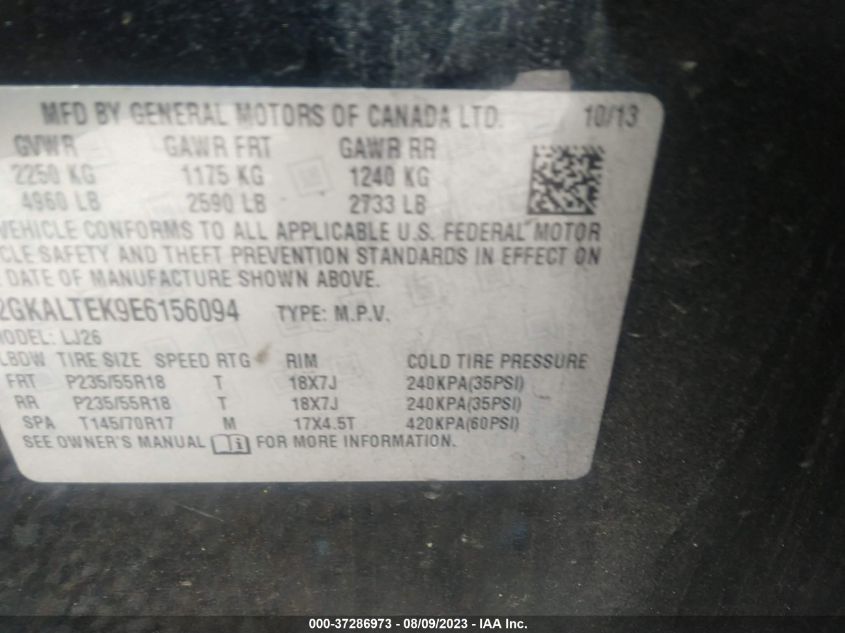 MFD BY GENERAL MOTORS OF CANADA LTD. 10/13
GVWR GAWR FRT GAWR RR
2250 KG 1175 KG 1240 KG
4960 LB 2590 LB 2733 LB
VEHICLE CONFORMS TO ALL APPLICABLE U.S. FEDERAL MOTOR
CLE SAFETY AND THEFT PREVENTION STANDARDS IN EFFECT ON
E DATE OF MANUFACTURE SHOWN ABOVE.
2GKALTEK9E6156094 TYPE: M.P.V.
MODEL: LJ26
LBDW TIRE SIZE SPEED RTG RIM COLD TIRE PRESSURE
FRT P235/55R18 T 18X7J 240KPA(35PSI)
RR P235/55R18 T 18X7J 240KPA(35PSI)
SPA T145/70R17 M 17X4.5T 420KPA(60PSI)
SEE OWNER'S MANUAL FOR MORE INFORMATION.
000-37286973 - 08/09/2023 - IAA Inc.